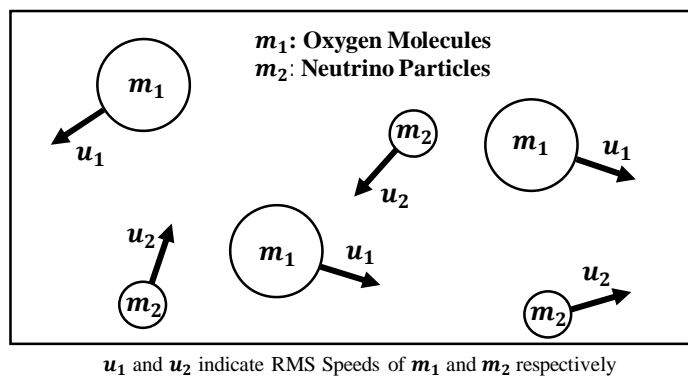 m₁: Oxygen Molecules
m₂: Neutrino Particles
m₁
u₁
m₂
u₂
m₁
u₁
u₂
m₂
m₁
u₁
m₂
u₂
u₁ and u₂ indicate RMS Speeds of m₁ and m₂ respectively